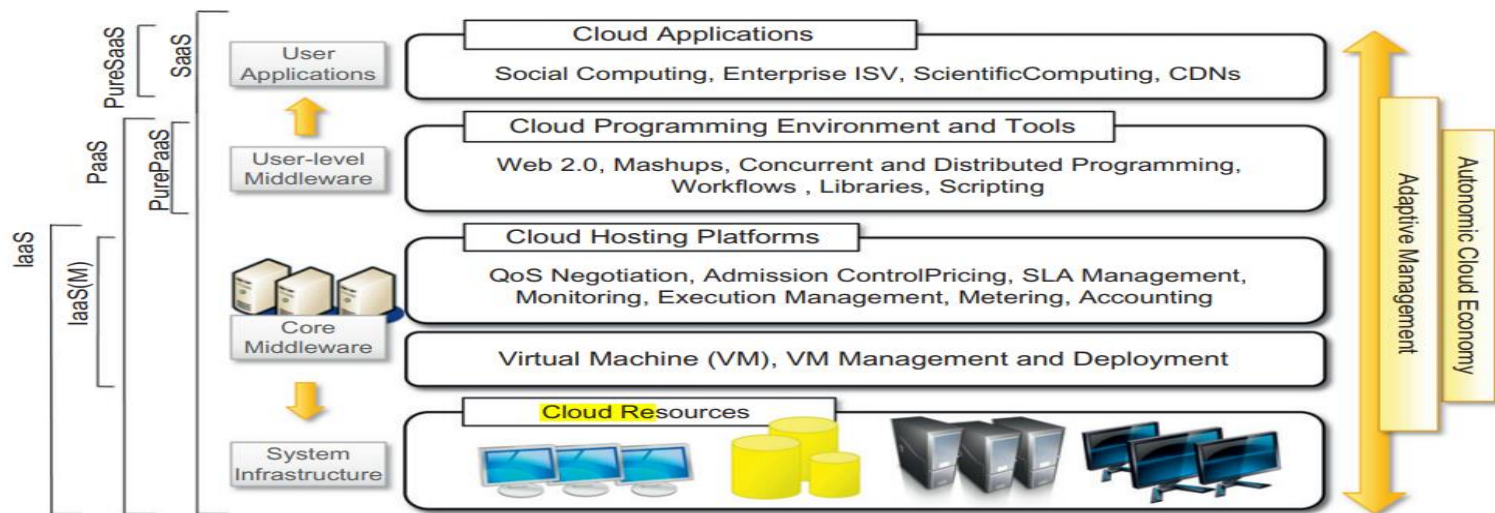 IaaS
IaaS(M)
PaaS
PurePaaS
PureSaaS
SaaS
User
Applications
Cloud Applications
Social Computing, Enterprise ISV, ScientificComputing, CDNs
User-level
Middleware
Cloud Programming Environment and Tools
Web 2.0, Mashups, Concurrent and Distributed Programming,
Workflows , Libraries, Scripting
Core
Middleware
Cloud Hosting Platforms
QoS Negotiation, Admission ControlPricing, SLA Management,
Monitoring, Execution Management, Metering, Accounting
Virtual Machine (VM), VM Management and Deployment
System
Infrastructure
Cloud Resources
Adaptive Management
Autonomic Cloud Economy